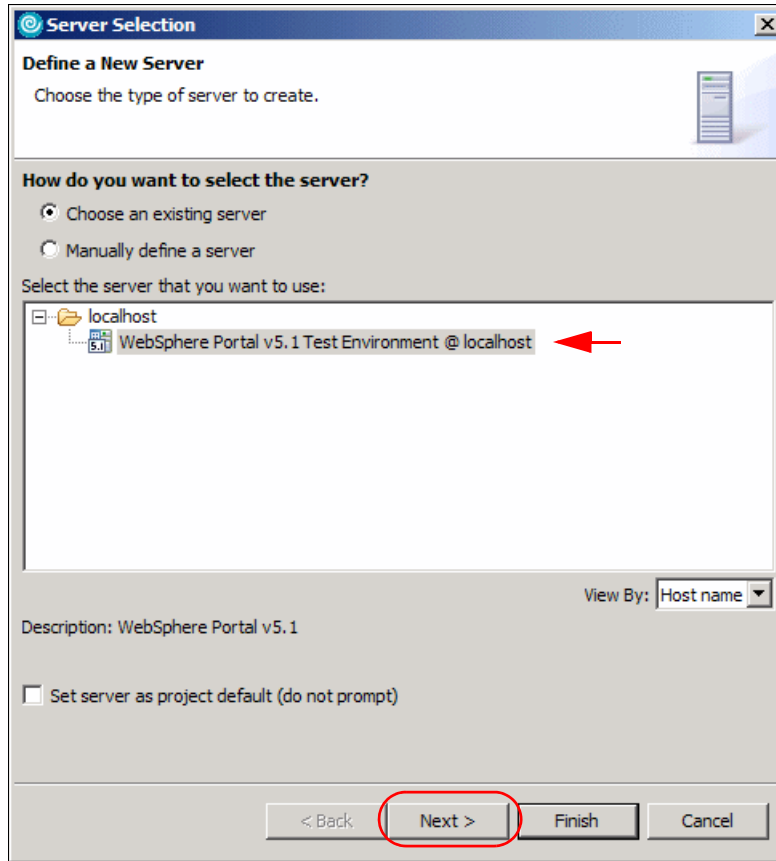 Server Selection
Define a New Server
Choose the type of server to create.
How do you want to select the server?
Choose an existing server
Manually define a server
Select the server that you want to use:
localhost
5.1 WebSphere Portal v5.1 Test Environment @ localhost
View By: Host name
Description: WebSphere Portal v5.1
Set server as project default (do not prompt)
< Back Next > Finish Cancel